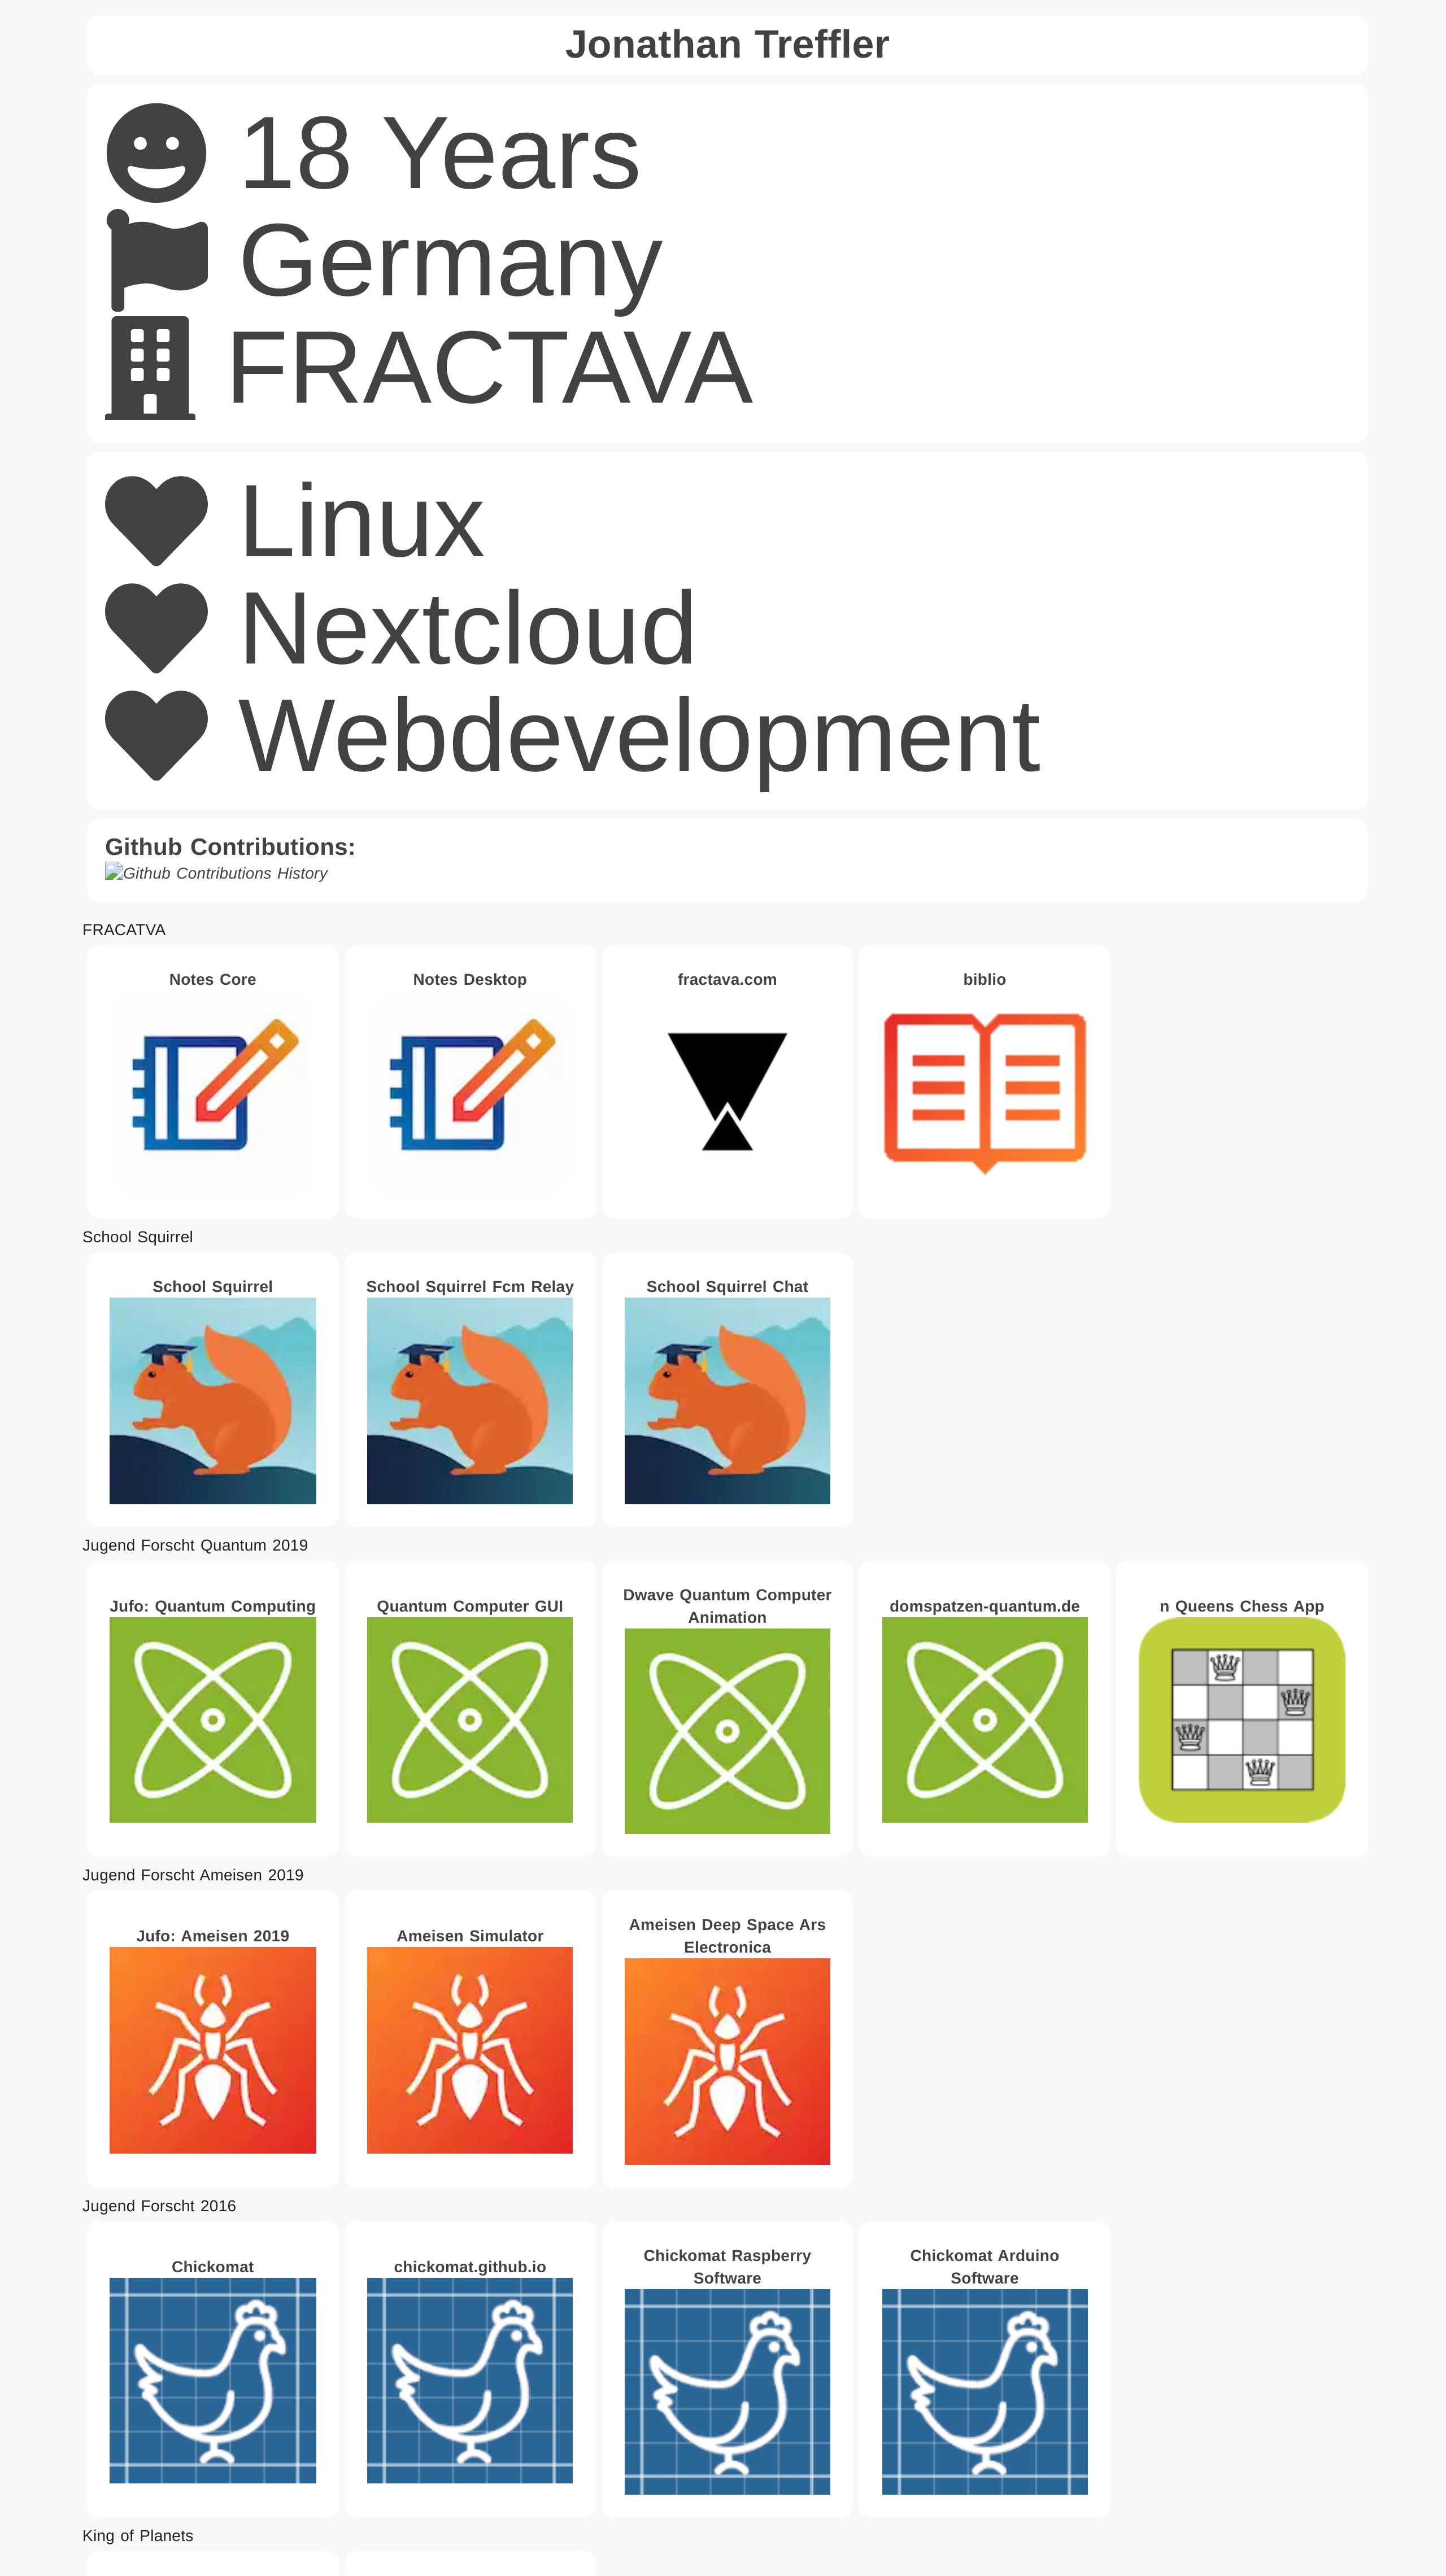 Jonathan Treffler
18 Years
Germany
FRACTAVA
Linux
Nextcloud
Webdevelopment
Github Contributions:
Github Contributions History
FRACATVA
Notes Core
Notes Desktop
fractava.com
biblio
School Squirrel
School Squirrel
School Squirrel Fcm Relay
School Squirrel Chat
Jugend Forscht Quantum 2019
Jufo: Quantum Computing
Quantum Computer GUI
Dwave Quantum Computer
Animation
domspatzen-quantum.de
n Queens Chess App
Jugend Forscht Ameisen 2019
Jufo: Ameisen 2019
Ameisen Simulator
Ameisen Deep Space Ars
Electronica
Jugend Forscht 2016
Chickomat
chickomat.github.io
Chickomat Raspberry
Software
Chickomat Arduino
Software
King of Planets